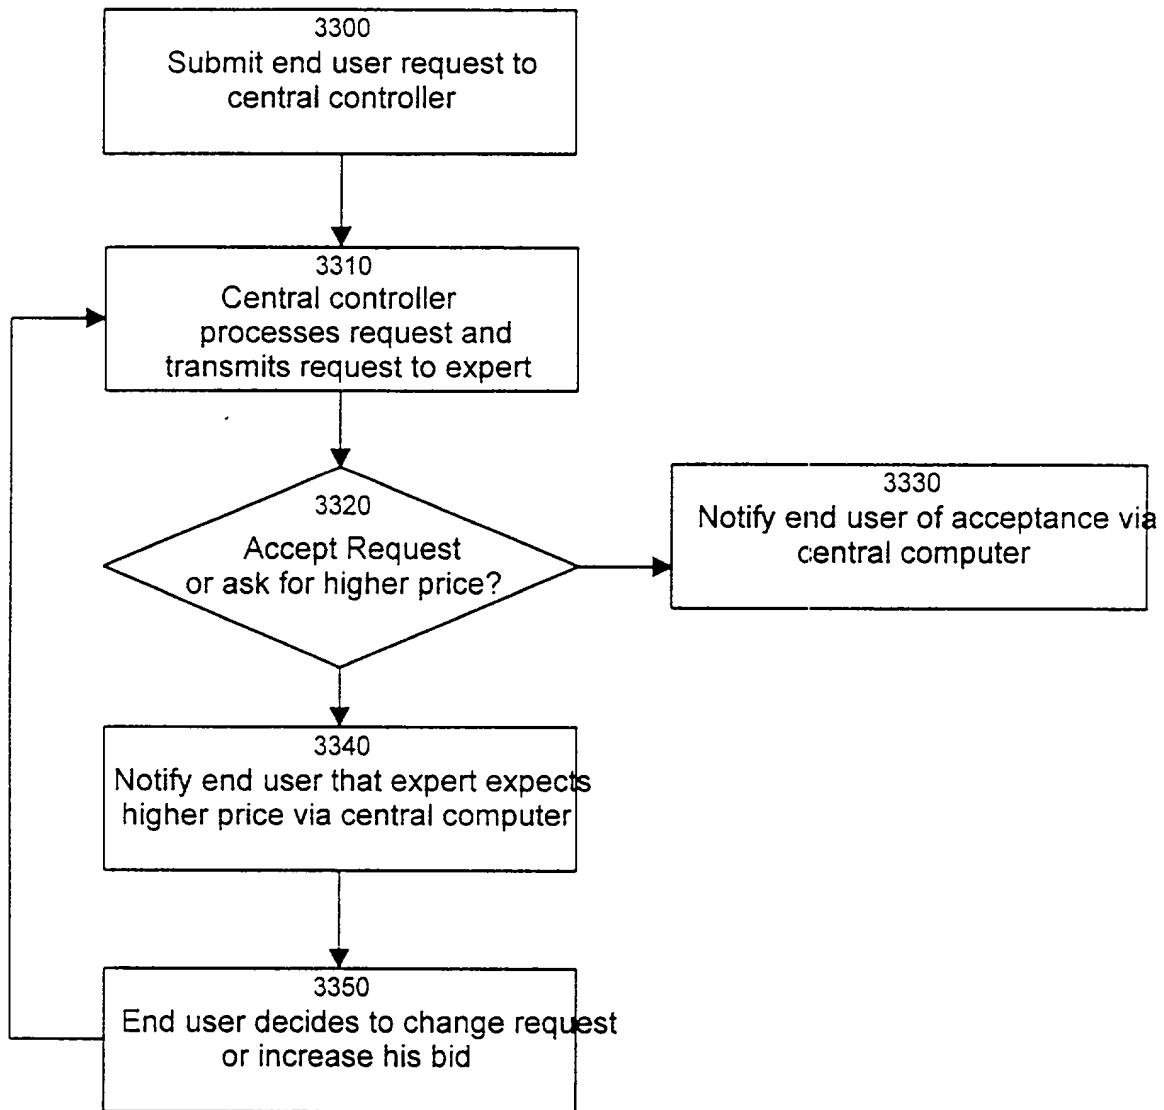 3300
Submit end user request to
central controller
3310
Central controller
processes request and
transmits request to expert
3320
Accept Request
or ask for higher price?
3330
Notify end user of acceptance via
central computer
3340
Notify end user that expert expects
higher price via central computer
3350
End user decides to change request
or increase his bid